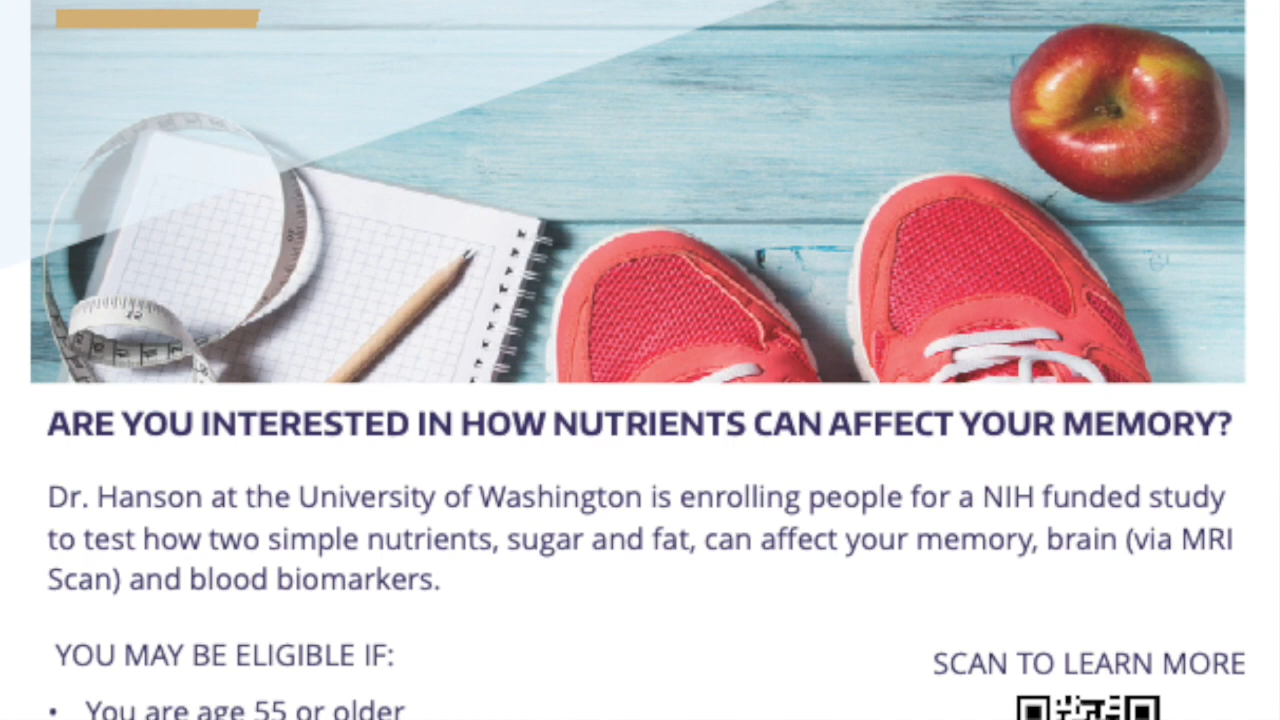 ARE YOU INTERESTED IN HOW NUTRIENTS CAN AFFECT YOUR MEMORY?
Dr. Hanson at the University of Washington is enrolling people for a NIH funded study
to test how two simple nutrients, sugar and fat, can affect your memory, brain (via MRI
Scan) and blood biomarkers.
YOU MAY BE ELIGIBLE IF:
SCAN TO LEARN MORE
• You are age 55 or older